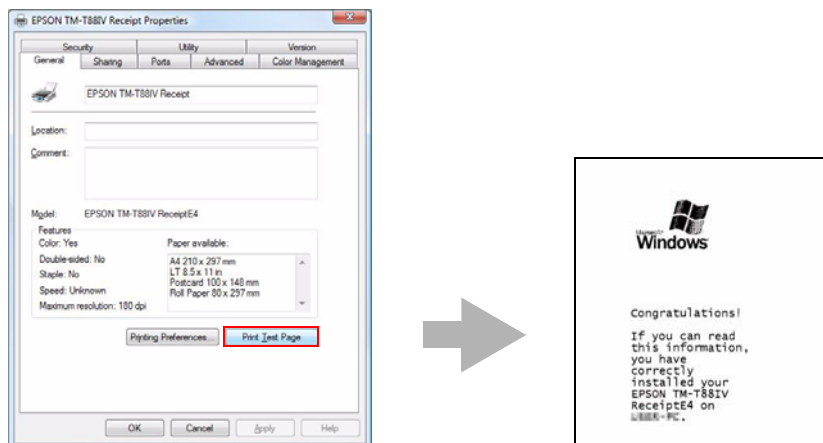 EPSON TM-T88IV Receipt Properties
Security Utility Version
General Sharing Ports Advanced Color Management
EPSON TM-T88IV Receipt
Location:
Comment:
Model: EPSON TM-T88IV ReceiptE4
Features
Color: Yes
Double-sided: No
Staple: No
Speed: Unknown
Maximum resolution: 180 dpi
Paper available:
A4 210 x 297 mm
LT 8.5 x 11 in
Postcard 100 x 148 mm
Roll Paper 80 x 297 mm
Printing Preferences... Print Test Page
OK Cancel Apply Help
Microsoft
Windows
Congratulations!
If you can read
this information,
you have
correctly
installed your
EPSON TM-T88IV
ReceiptE4 on
-PC.